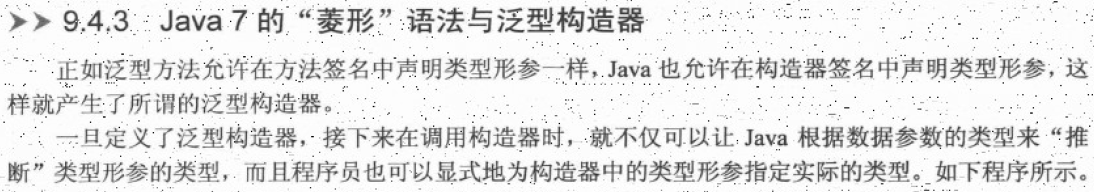 >> 9.4.3 Java 7 的“菱形”语法与泛型构造器
正如泛型方法允许在方法签名中声明类型形参一样，Java 也允许在构造器签名中声明类型形参，这
样就产生了所谓的泛型构造器。
一旦定义了泛型构造器，接下来在调用构造器时，就不仅可以让 Java 根据数据参数的类型来“推
断”类型形参的类型，而且程序员也可以显式地为构造器中的类型形参指定实际的类型。如下程序所示。